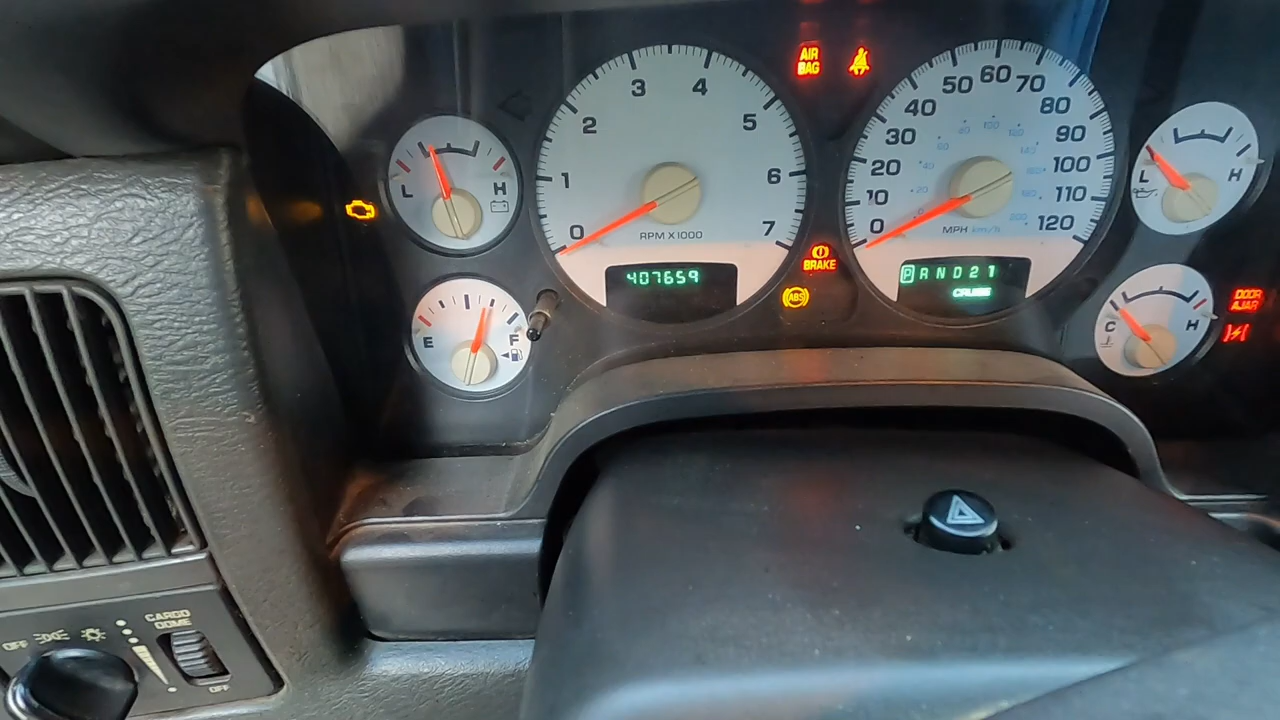 AIR
BAG
3
4
2
5
1
6
0
7
RPM X1000
407659
50
60
70
40
80
30
90
20
100
10
110
0
120
MPH km/h
PRND21
CRUISE
BRAKE
ABS
L
H
E
F
L
H
C
H
DOOR
AJAR
CARGO
DOME
OFF
OFF